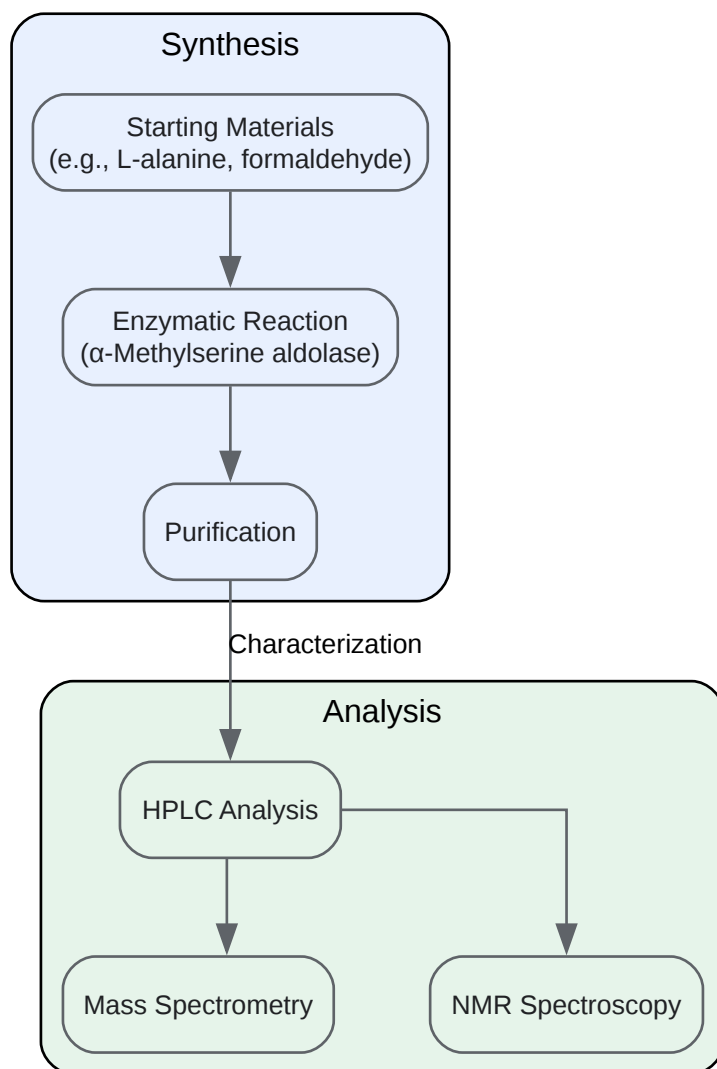 Synthesis
Starting Materials
(e.g., L-alanine, formaldehyde)
Enzymatic Reaction
(α-Methylserine aldolase)
Purification
Characterization
Analysis
HPLC Analysis
Mass Spectrometry
NMR Spectroscopy